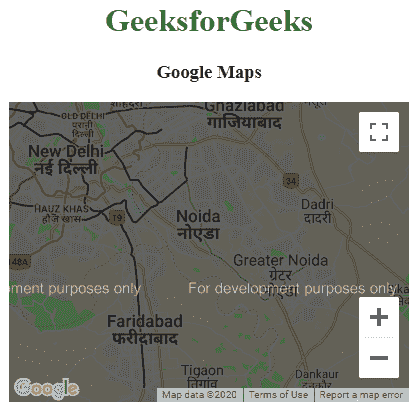 GeeksforGeeks
Google Maps
Ghaziabad
गाज़ियाबाद
OLD DELHI
पुरानी
दिल्ली
New Delhi
नई दिल्ली
34
Dadri
दादरी
HAUZ KHAS
हौज़ खास
19
Noida
नोएडा
48A
Greater Noida
ग्रेटर
नोएडा
ment purposes only
For development purposes only
Faridabad
फरीदाबाद
Tigaon
तिगांव
Dankaur
दनकौर
Google
Map data ©2020
Terms of Use
Report a map error